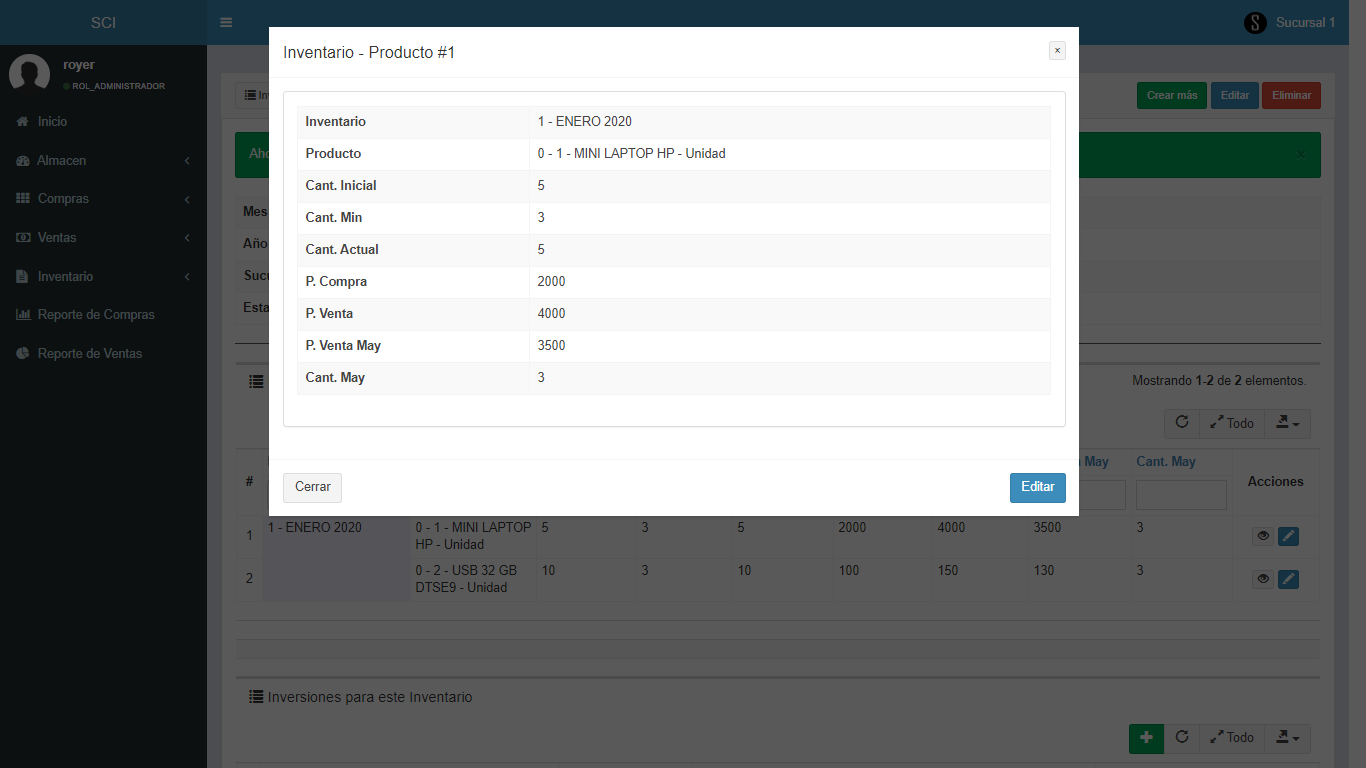 SCI
Sucursal 1
royer
ROL_ADMINISTRADOR
Inicio
Almacen
Compras
Ventas
Inventario
Reporte de Compras
Reporte de Ventas
Crear más Editar Eliminar
Inventario - Producto #1
×
Inventario 1 - ENERO 2020
Producto 0 - 1 - MINI LAPTOP HP - Unidad
Cant. Inicial 5
Cant. Min 3
Cant. Actual 5
P. Compra 2000
P. Venta 4000
P. Venta May 3500
Cant. May 3
Cerrar Editar
Mes
Año
Mostrando 1-2 de 2 elementos.
Todo
# May Cant. May Acciones
1 1 - ENERO 2020 0 - 1 - MINI LAPTOP HP - Unidad 5 3 5 2000 4000 3500 3
2 0 - 2 - USB 32 GB DTSE9 - Unidad 10 3 10 100 150 130 3
Inversiones para este Inventario
Todo